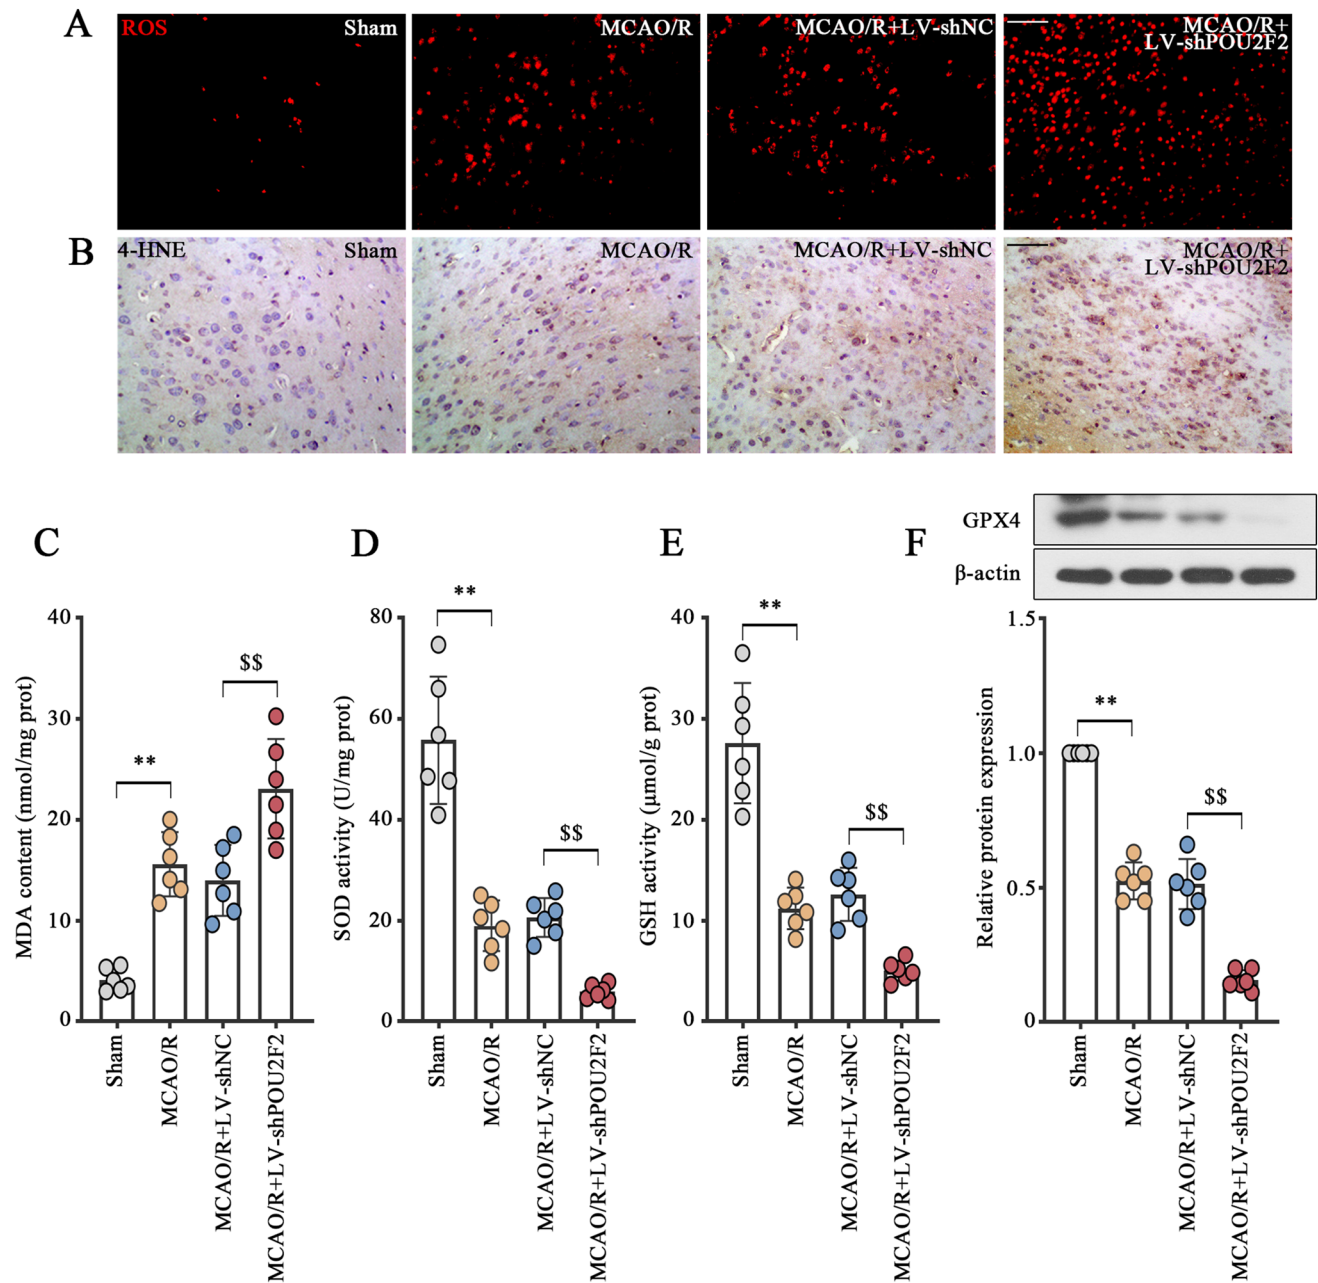 A
ROS
Sham
MCAO/R
MCAO/R+LV-shNC
MCAO/R+
LV-shPOU2F2
B
4-HNE
Sham
MCAO/R
MCAO/R+LV-shNC
MCAO/R+
LV-shPOU2F2
C
MDA content (nmol/mg prot)
40
30
20
10
0
**
$$
Sham
MCAO/R
MCAO/R+LV-shNC
MCAO/R+LV-shPOU2F2
D
SOD activity (U/mg prot)
80
60
40
20
0
**
$$
Sham
MCAO/R
MCAO/R+LV-shNC
MCAO/R+LV-shPOU2F2
E
GSH activity (μmol/g prot)
40
30
20
10
0
**
$$
Sham
MCAO/R
MCAO/R+LV-shNC
MCAO/R+LV-shPOU2F2
F
GPX4
β-actin
Relative protein expression
1.5
1.0
0.5
0
**
$$
Sham
MCAO/R
MCAO/R+LV-shNC
MCAO/R+LV-shPOU2F2